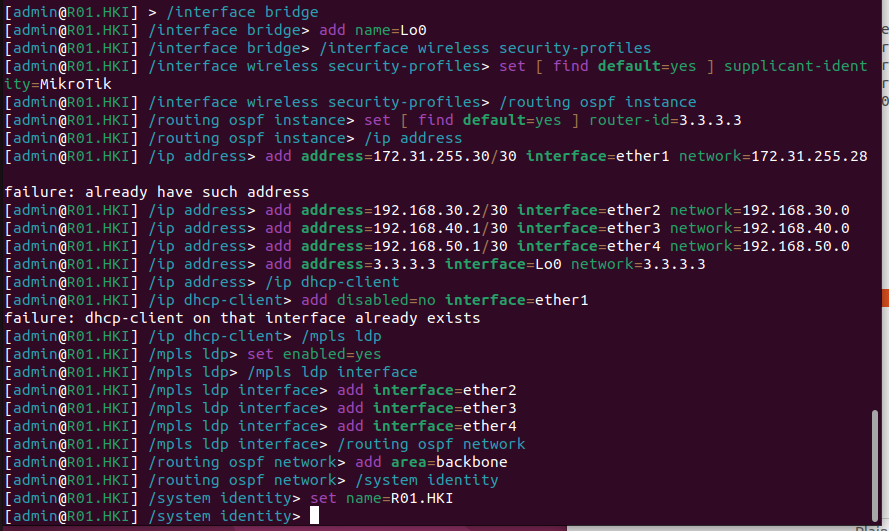 [admin@R01.HKI] > /interface bridge
[admin@R01.HKI] /interface bridge> add name=Lo0
[admin@R01.HKI] /interface bridge> /interface wireless security-profiles
[admin@R01.HKI] /interface wireless security-profiles> set [ find default=yes ] supplicant-ident
ity=MikroTik
[admin@R01.HKI] /interface wireless security-profiles> /routing ospf instance
[admin@R01.HKI] /routing ospf instance> set [ find default=yes ] router-id=3.3.3.3
[admin@R01.HKI] /routing ospf instance> /ip address
[admin@R01.HKI] /ip address> add address=172.31.255.30/30 interface=ether1 network=172.31.255.28
failure: already have such address
[admin@R01.HKI] /ip address> add address=192.168.30.2/30 interface=ether2 network=192.168.30.0
[admin@R01.HKI] /ip address> add address=192.168.40.1/30 interface=ether3 network=192.168.40.0
[admin@R01.HKI] /ip address> add address=192.168.50.1/30 interface=ether4 network=192.168.50.0
[admin@R01.HKI] /ip address> add address=3.3.3.3 interface=Lo0 network=3.3.3.3
[admin@R01.HKI] /ip address> /ip dhcp-client
[admin@R01.HKI] /ip dhcp-client> add disabled=no interface=ether1
failure: dhcp-client on that interface already exists
[admin@R01.HKI] /ip dhcp-client> /mpls ldp
[admin@R01.HKI] /mpls ldp> set enabled=yes
[admin@R01.HKI] /mpls ldp> /mpls ldp interface
[admin@R01.HKI] /mpls ldp interface> add interface=ether2
[admin@R01.HKI] /mpls ldp interface> add interface=ether3
[admin@R01.HKI] /mpls ldp interface> add interface=ether4
[admin@R01.HKI] /mpls ldp interface> /routing ospf network
[admin@R01.HKI] /routing ospf network> add area=backbone
[admin@R01.HKI] /routing ospf network> /system identity
[admin@R01.HKI] /system identity> set name=R01.HKI
[admin@R01.HKI] /system identity>